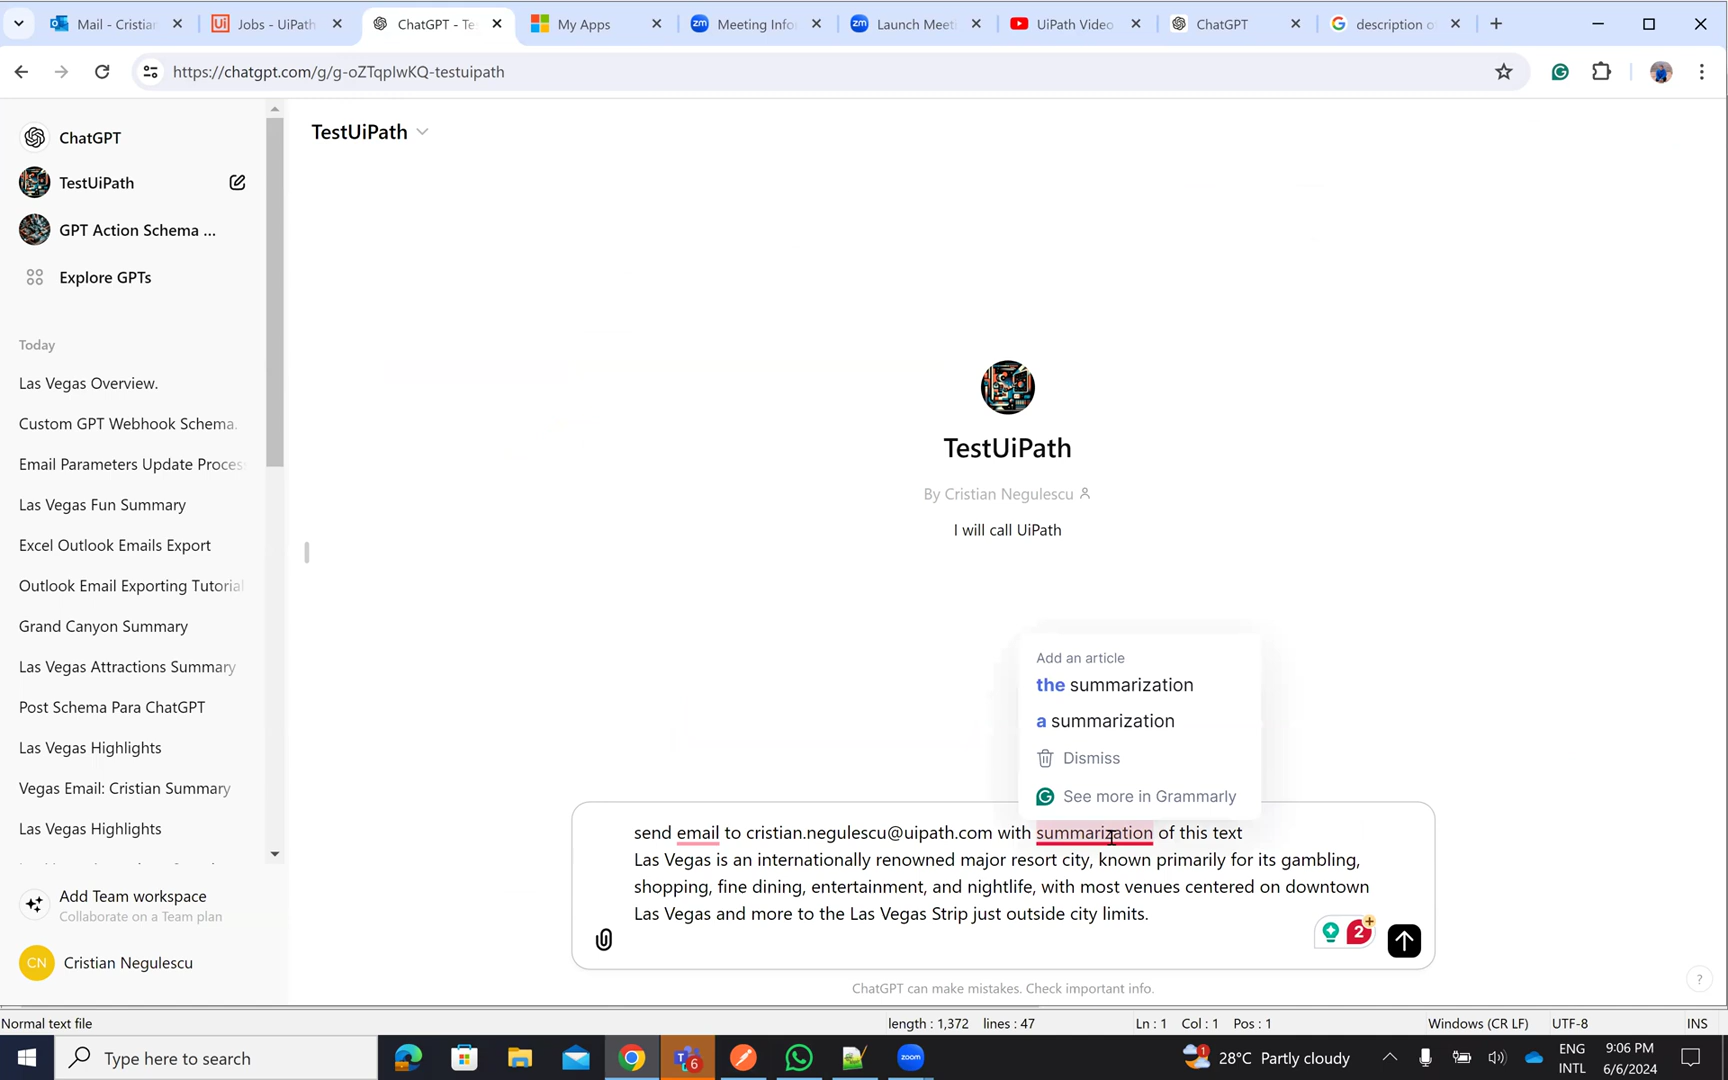 Mail - Cristian
Jobs - UiPath
ChatGPT - Te
My Apps
Meeting Info
Launch Meeti
UiPath Video
ChatGPT
description o
https://chatgpt.com/g/g-oZTqplwKQ-testuipath
ChatGPT
TestUiPath
GPT Action Schema ...
Explore GPTs
Today
Las Vegas Overview.
Custom GPT Webhook Schema.
Email Parameters Update Proces
Las Vegas Fun Summary
Excel Outlook Emails Export
Outlook Email Exporting Tutorial
Grand Canyon Summary
Las Vegas Attractions Summary
Post Schema Para ChatGPT
Las Vegas Highlights
Vegas Email: Cristian Summary
Las Vegas Highlights
Add Team workspace
Collaborate on a Team plan
CN
Cristian Negulescu
TestUiPath
TestUiPath
By Cristian Negulescu
I will call UiPath
Add an article
the summarization
a summarization
Dismiss
See more in Grammarly
send email to cristian.negulescu@uipath.com with summarization of this text
Las Vegas is an internationally renowned major resort city, known primarily for its gambling,
shopping, fine dining, entertainment, and nightlife, with most venues centered on downtown
Las Vegas and more to the Las Vegas Strip just outside city limits.
2
ChatGPT can make mistakes. Check important info.
?
Normal text file
length : 1,372 lines : 47
Ln : 1 Col : 1 Pos : 1
Windows (CR LF)
UTF-8
INS
Type here to search
6
zoom
1
28°C Partly cloudy
ENG
INTL
9:06 PM
6/6/2024